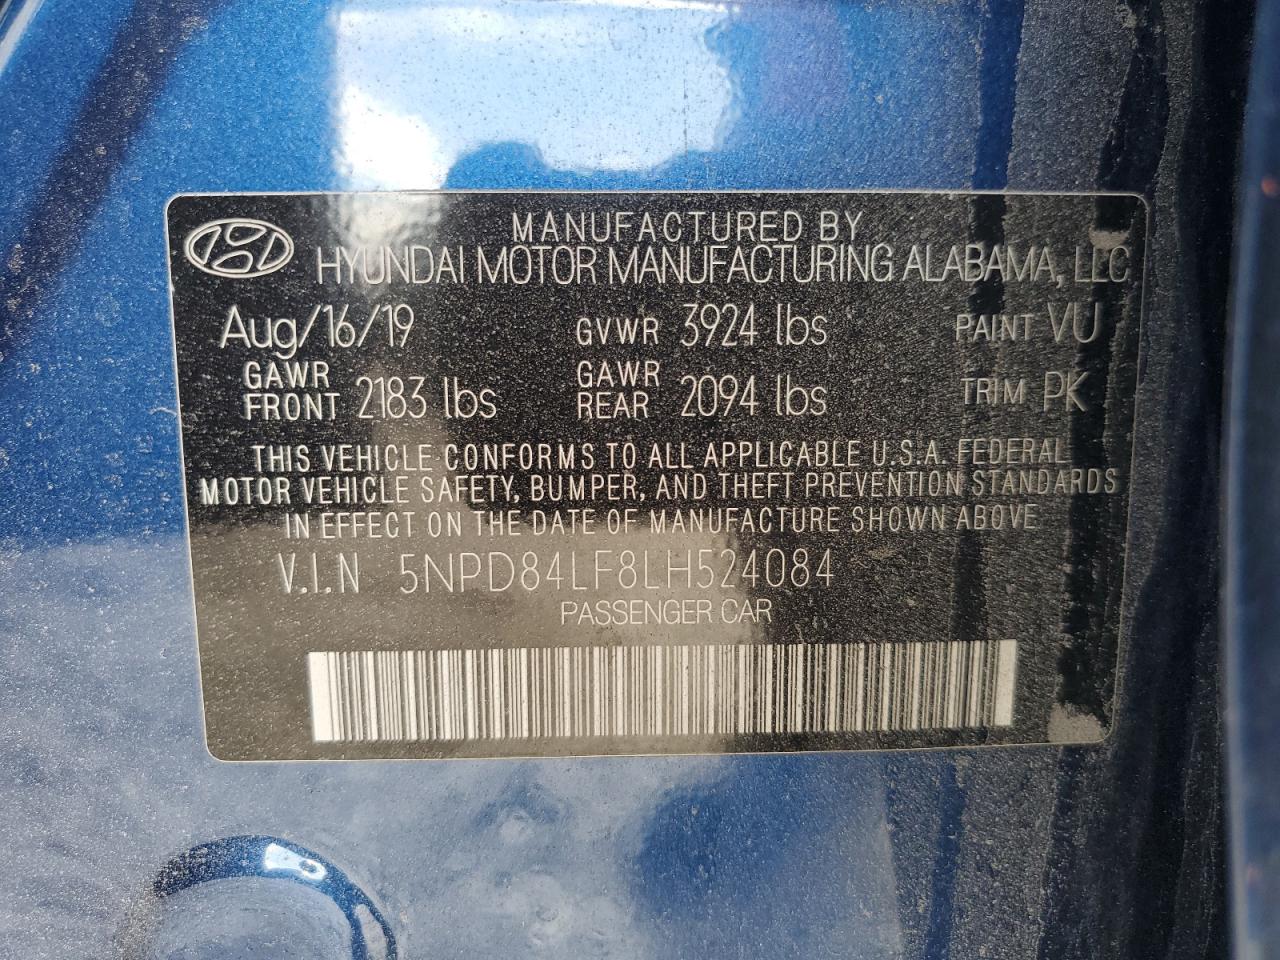 MANUFACTURED BY
HYUNDAI MOTOR MANUFACTURING ALABAMA, LLC
Aug/16/19 GVWR 3924 lbs PAINT VU
GAWR FRONT 2183 lbs GAWR REAR 2094 lbs TRIM PK
THIS VEHICLE CONFORMS TO ALL APPLICABLE U.S.A. FEDERAL
MOTOR VEHICLE SAFETY, BUMPER, AND THEFT PREVENTION STANDARDS
IN EFFECT ON THE DATE OF MANUFACTURE SHOWN ABOVE
V.I.N 5NPD84LF8LH524084
PASSENGER CAR